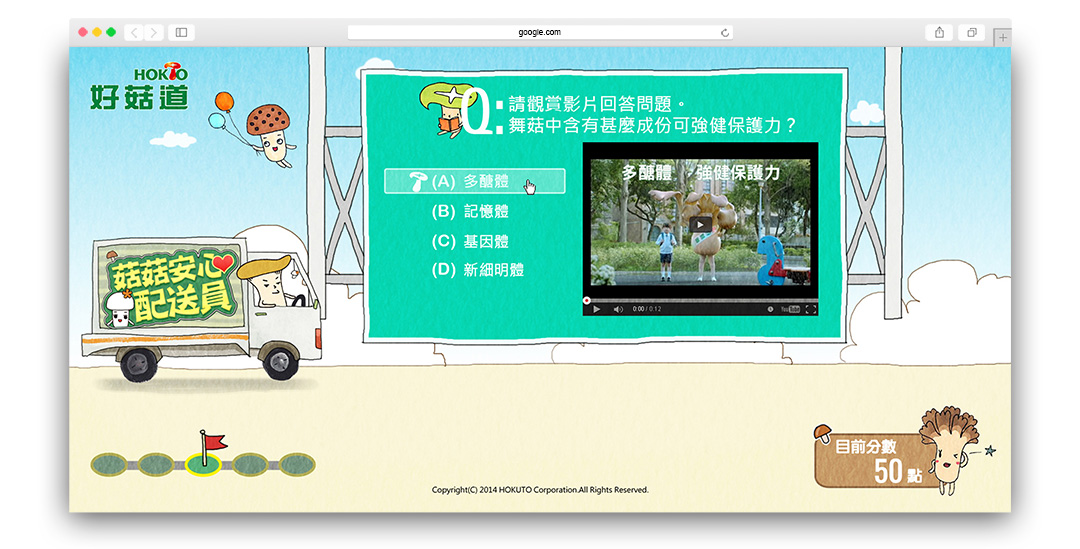 google.com
HOKTO
好菇道
Q:
請觀賞影片回答問題。
舞菇中含有甚麼成份可強健保護力？
(A) 多醣體
(B) 記憶體
(C) 基因體
(D) 新細明體
多醣體 強健保護力
0:00 / 0:12
YouTube
菇菇安心
配送員
目前分數
50 點
Copyright(C) 2014 HOKUTO Corporation.All Rights Reserved.